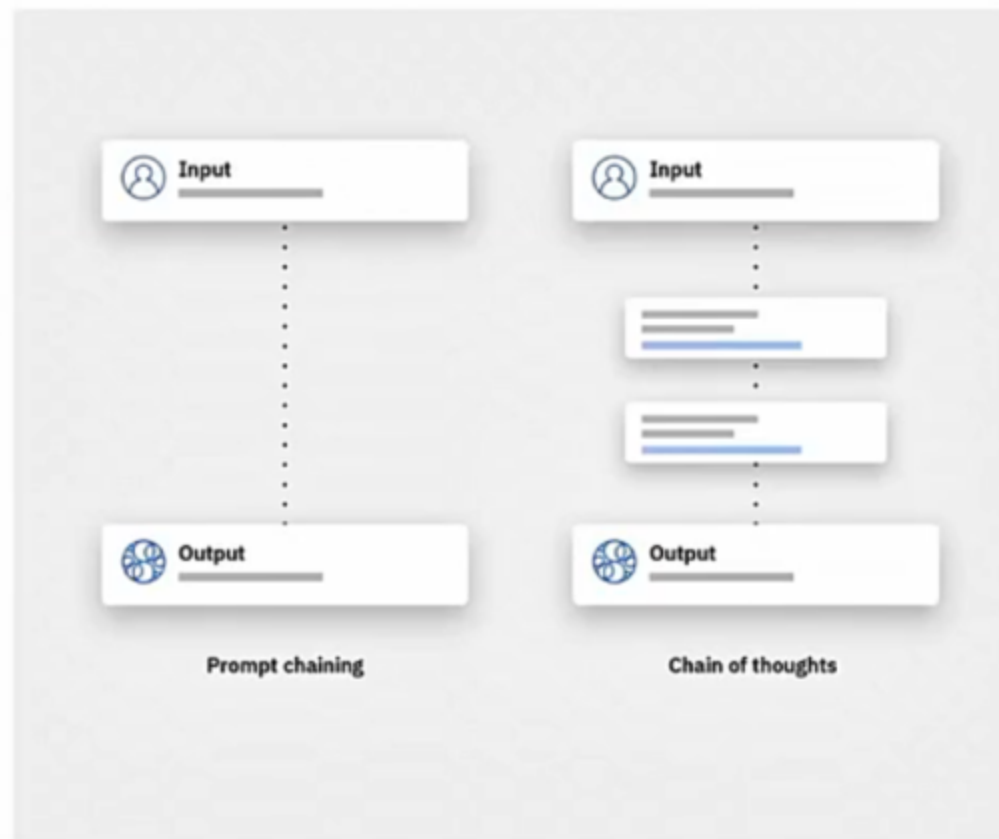 Input
Output
Prompt chaining
Input
Output
Chain of thoughts